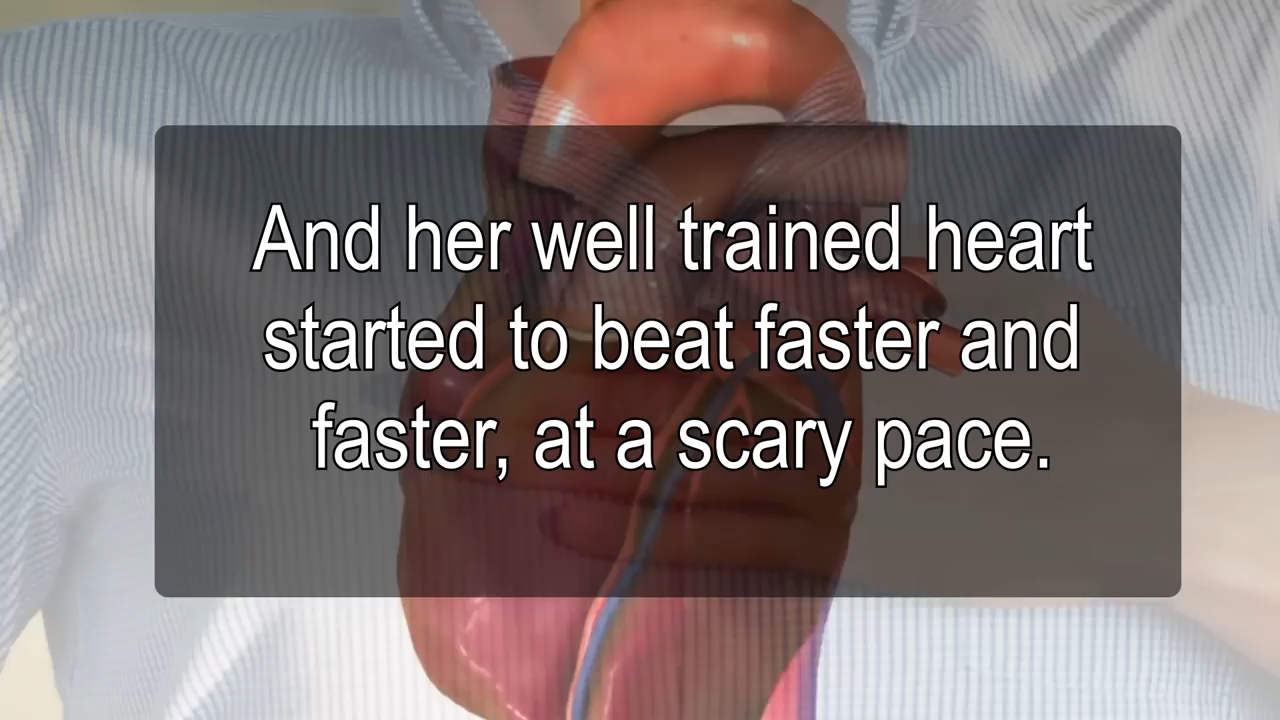 And her well trained heart
started to beat faster and
faster, at a scary pace.